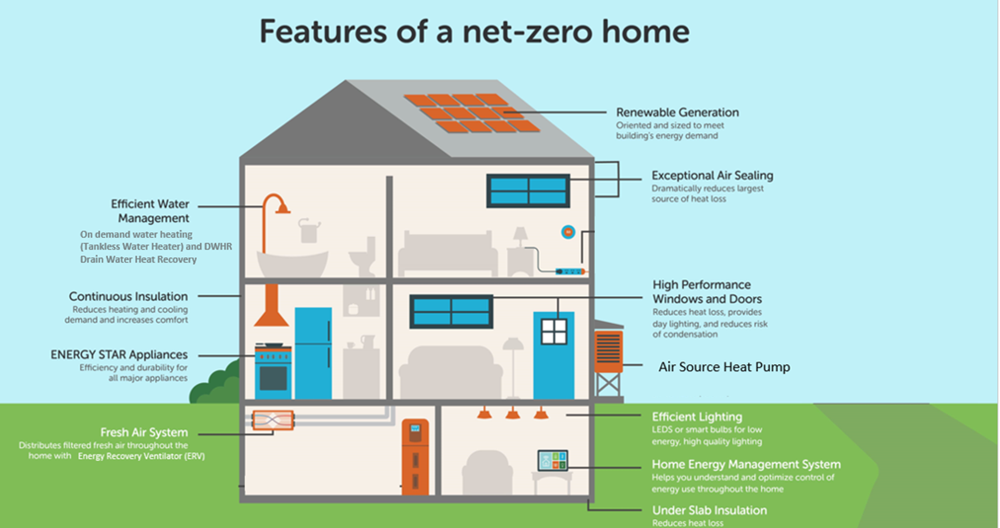 Features of a net-zero home
Renewable Generation
Oriented and sized to meet
building's energy demand
Exceptional Air Sealing
Dramatically reduces largest
source of heat loss
Efficient Water
Management
On demand water heating
(Tankless Water Heater) and DWHR
Drain Water Heat Recovery
High Performance
Windows and Doors
Reduces heat loss, provides
day lighting, and reduces risk
of condensation
Continuous Insulation
Reduces heating and cooling
demand and increases comfort
ENERGY STAR Appliances
Efficiency and durability for
all major appliances
Air Source Heat Pump
Fresh Air System
Distributes filtered fresh air throughout the
home with Energy Recovery Ventilator (ERV)
Efficient Lighting
LEDS or smart bulbs for low
energy, high quality lighting
Home Energy Management System
Helps you understand and optimize control of
energy use throughout the home
Under Slab Insulation
Reduces heat loss